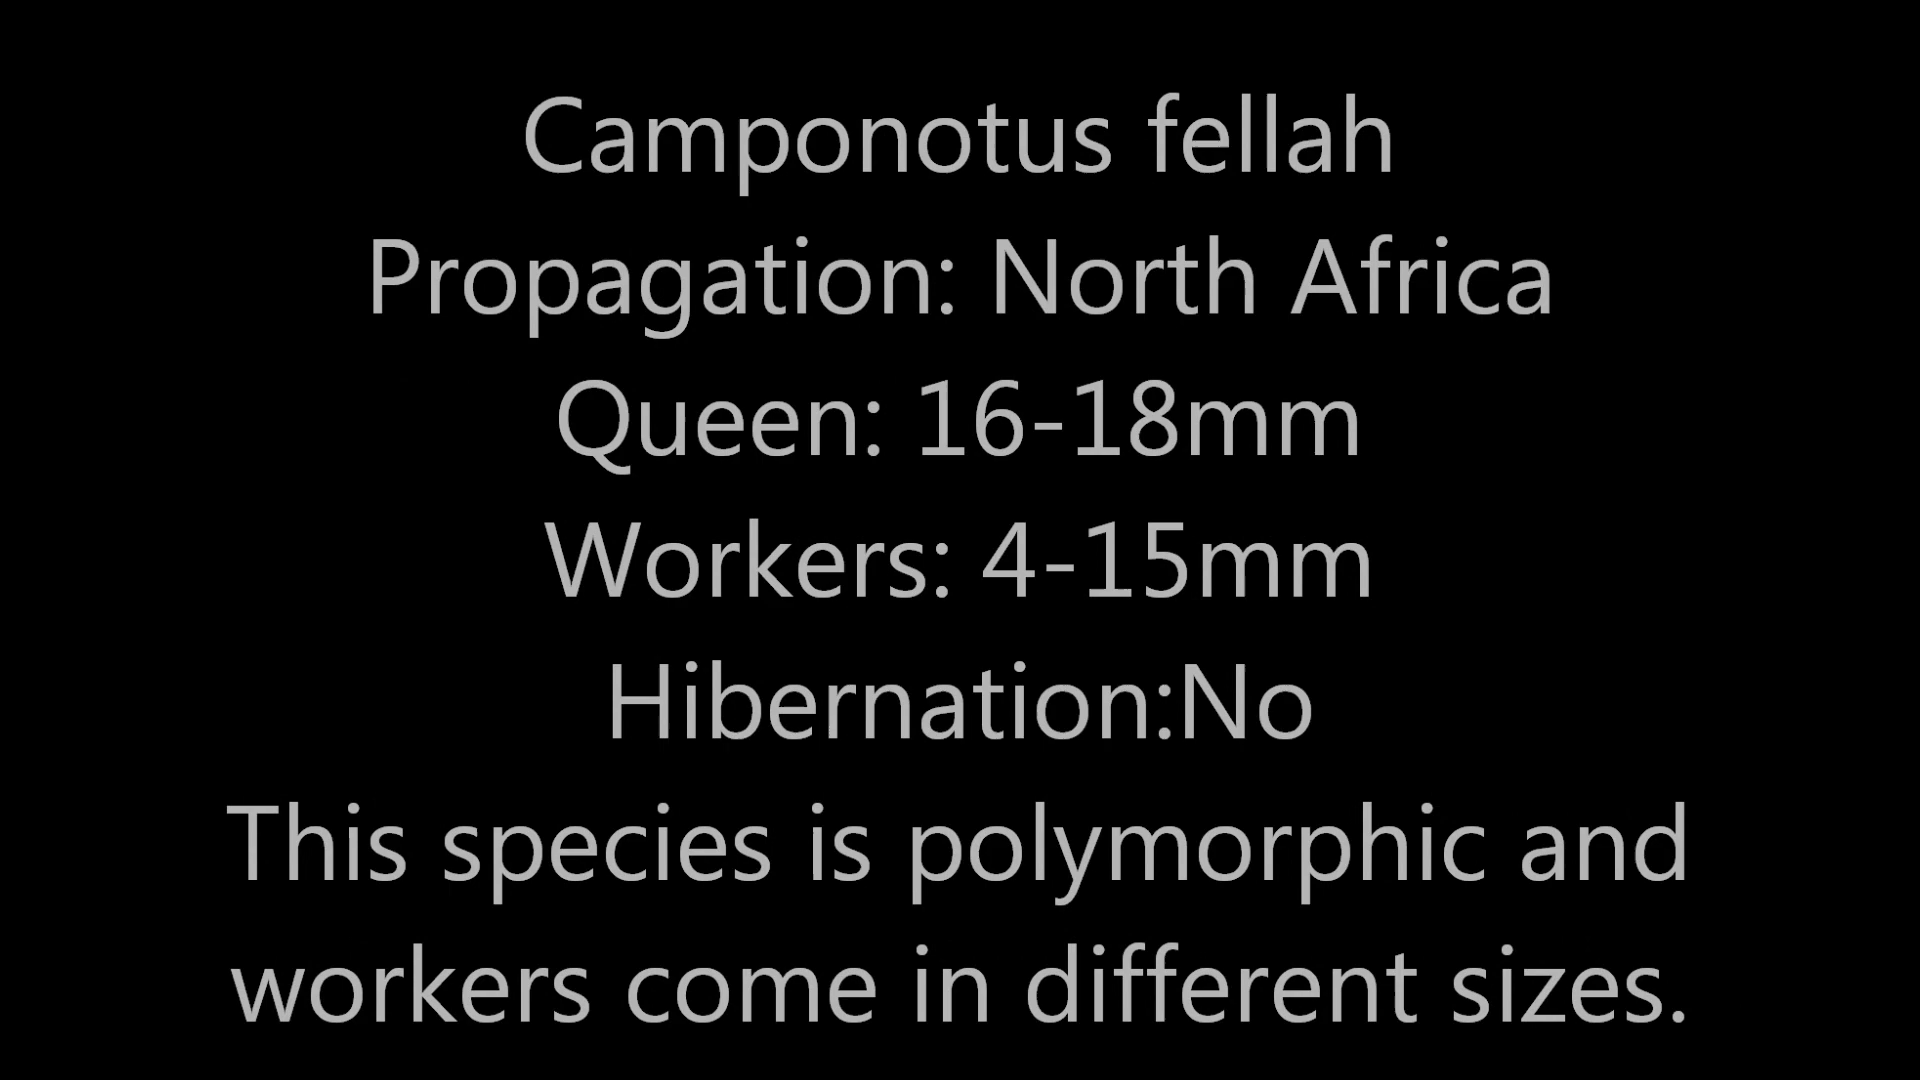 Camponotus fellah
Propagation: North Africa
Queen: 16-18mm
Workers: 4-15mm
Hibernation:No
This species is polymorphic and
workers come in different sizes.